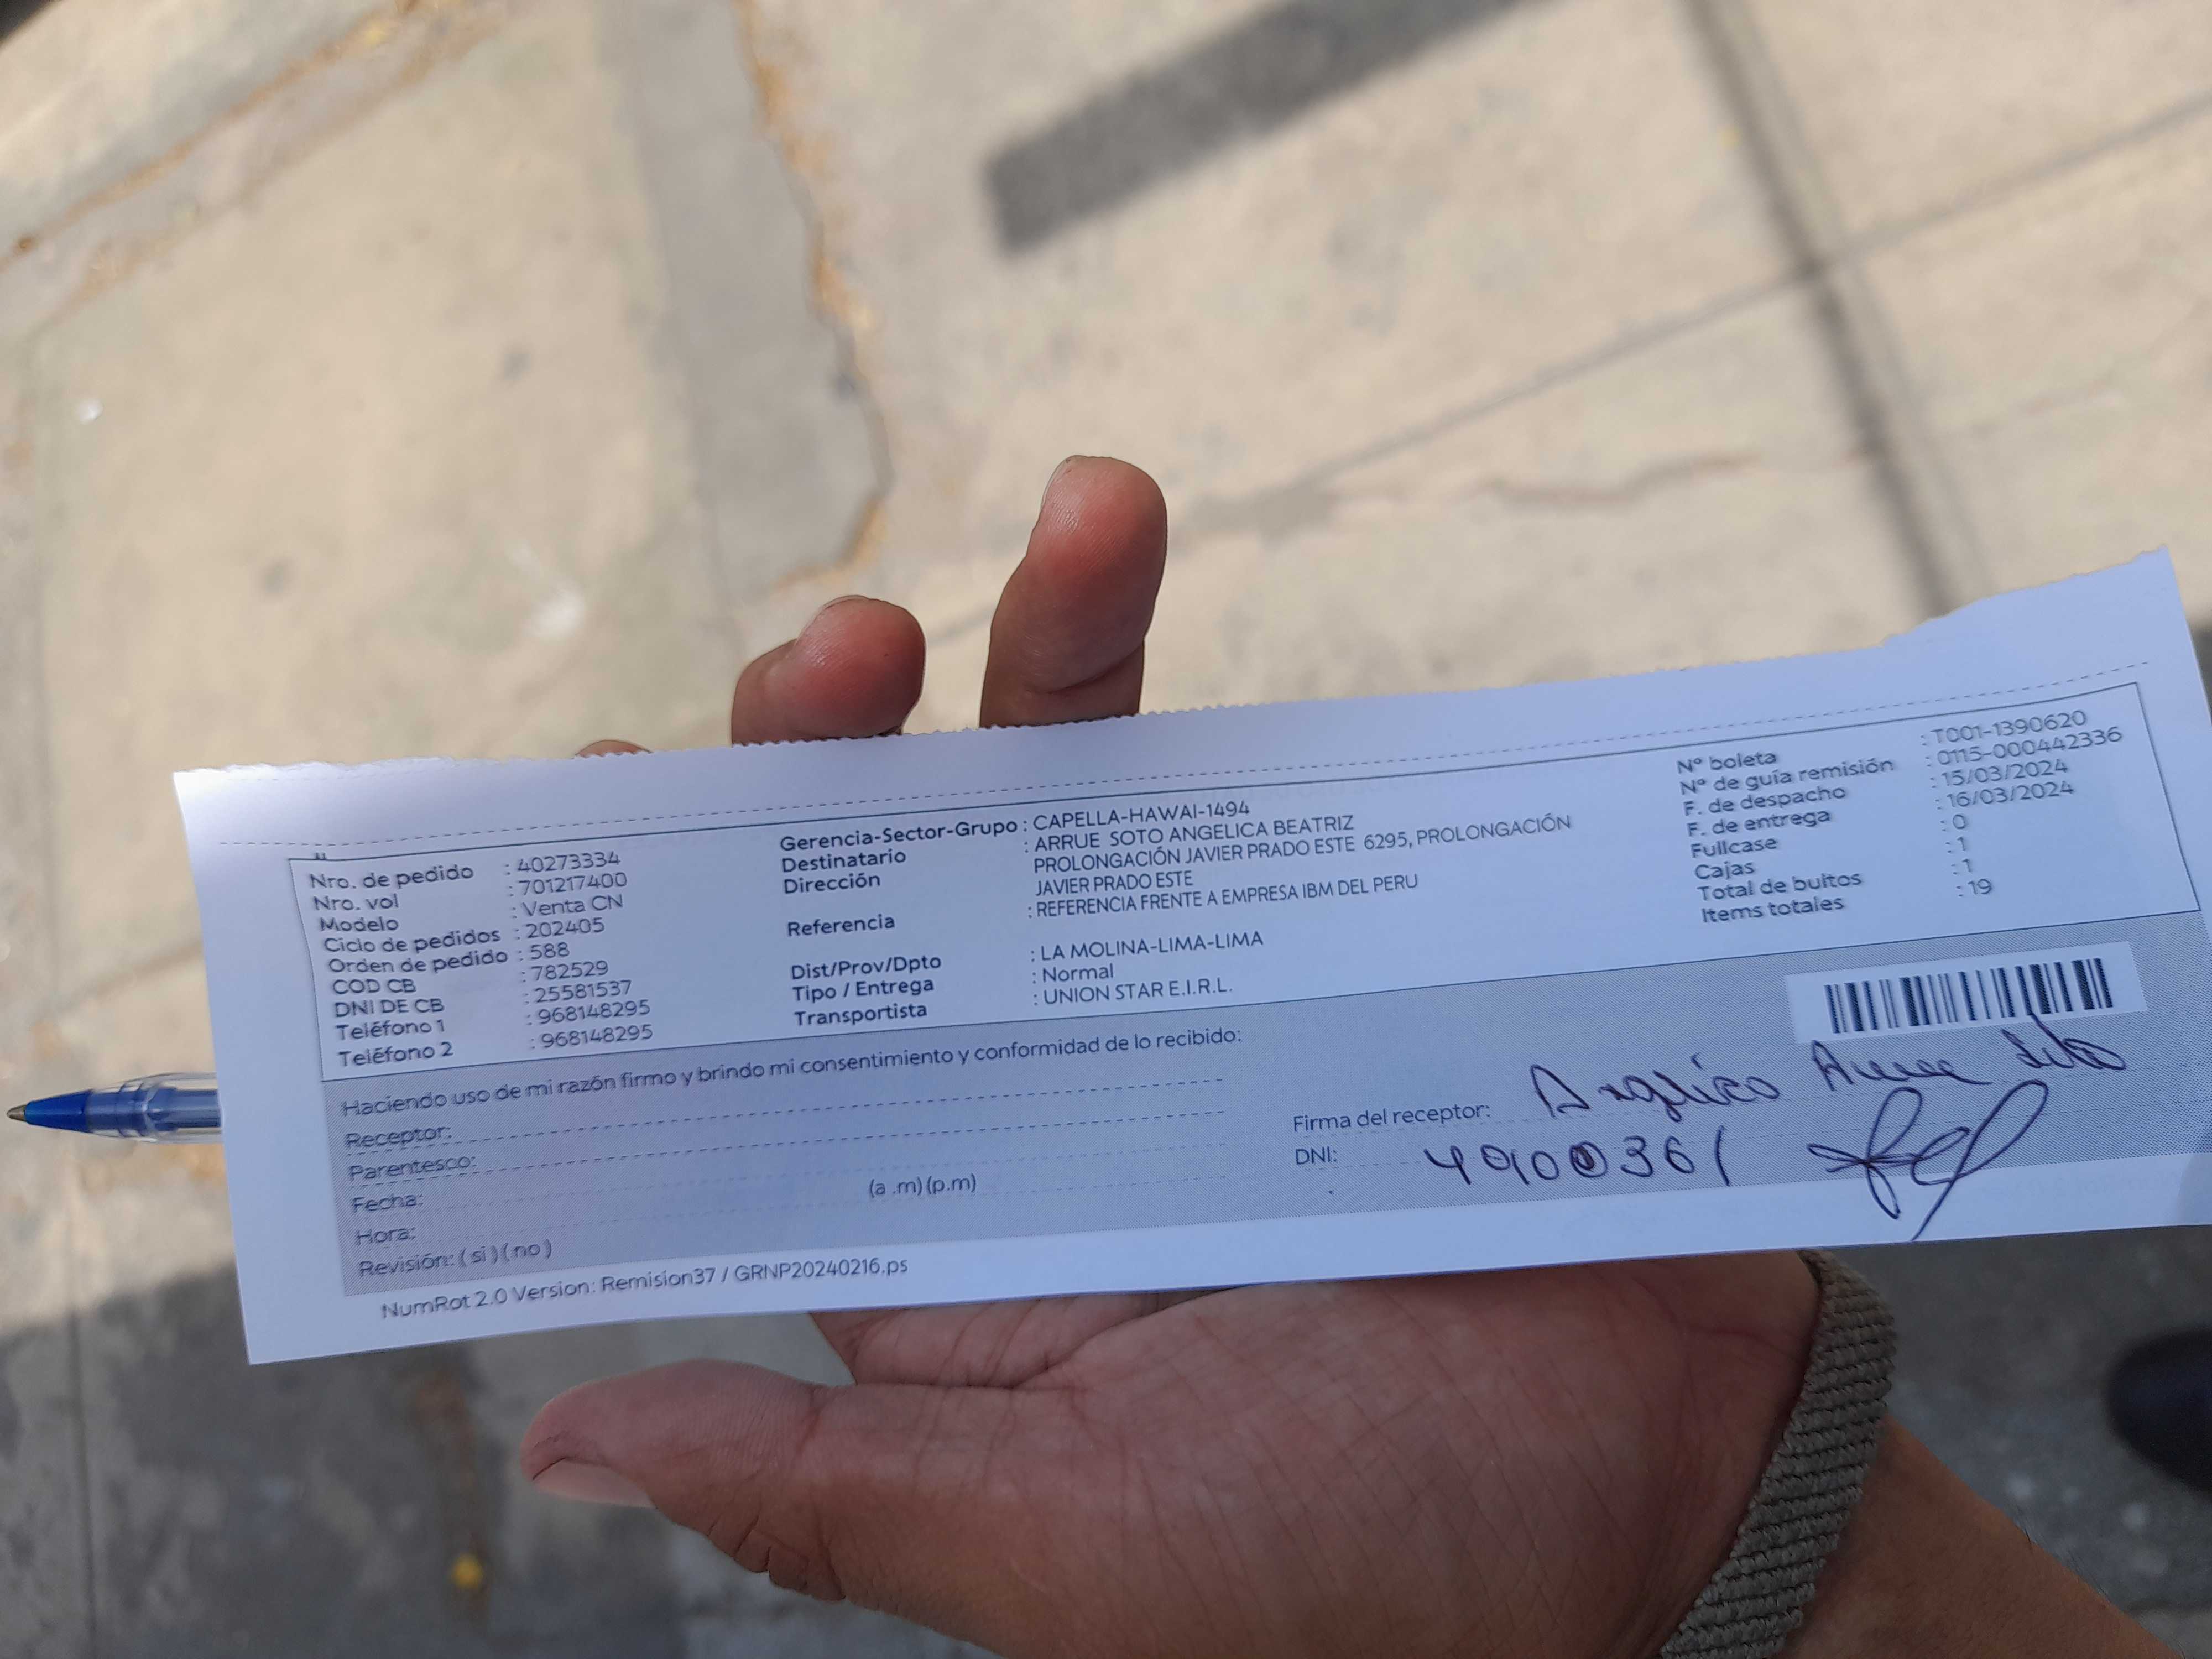 Nro. de pedido : 40273334
Nro. vol : 701217400
Modelo : Venta CN
Ciclo de pedidos : 202405
Orden de pedido : 588
COD CB : 782529
DNI DE CB : 25581537
Teléfono 1 : 968148295
Teléfono 2 : 968148295
Gerencia-Sector-Grupo : CAPELLA-HAWAI-1494
Destinatario : ARRUE SOTO ANGELICA BEATRIZ
Dirección PROLONGACIÓN JAVIER PRADO ESTE 6295, PROLONGACIÓN
JAVIER PRADO ESTE
Referencia : REFERENCIA FRENTE A EMPRESA IBM DEL PERU
Dist/Prov/Dpto : LA MOLINA-LIMA-LIMA
Tipo / Entrega : Normal
Transportista : UNION STAR E.I.R.L.
N° boleta : T001-1390620
N° de guía remisión : 0115-000442336
F. de despacho : 15/03/2024
F. de entrega : 16/03/2024
Fullcase : 0
Cajas : 1
Total de bultos : 1
Items totales : 19
Haciendo uso de mi razón firmo y brindo mi consentimiento y conformidad de lo recibido:
Receptor:
Parentesco:
Fecha:
Hora: (a .m) (p.m)
Revisión: ( si ) ( no )
Firma del receptor: Angelica Arrue Soto
DNI: 49100361
NumRot 2.0 Version: Remision37 / GRNP20240216.ps